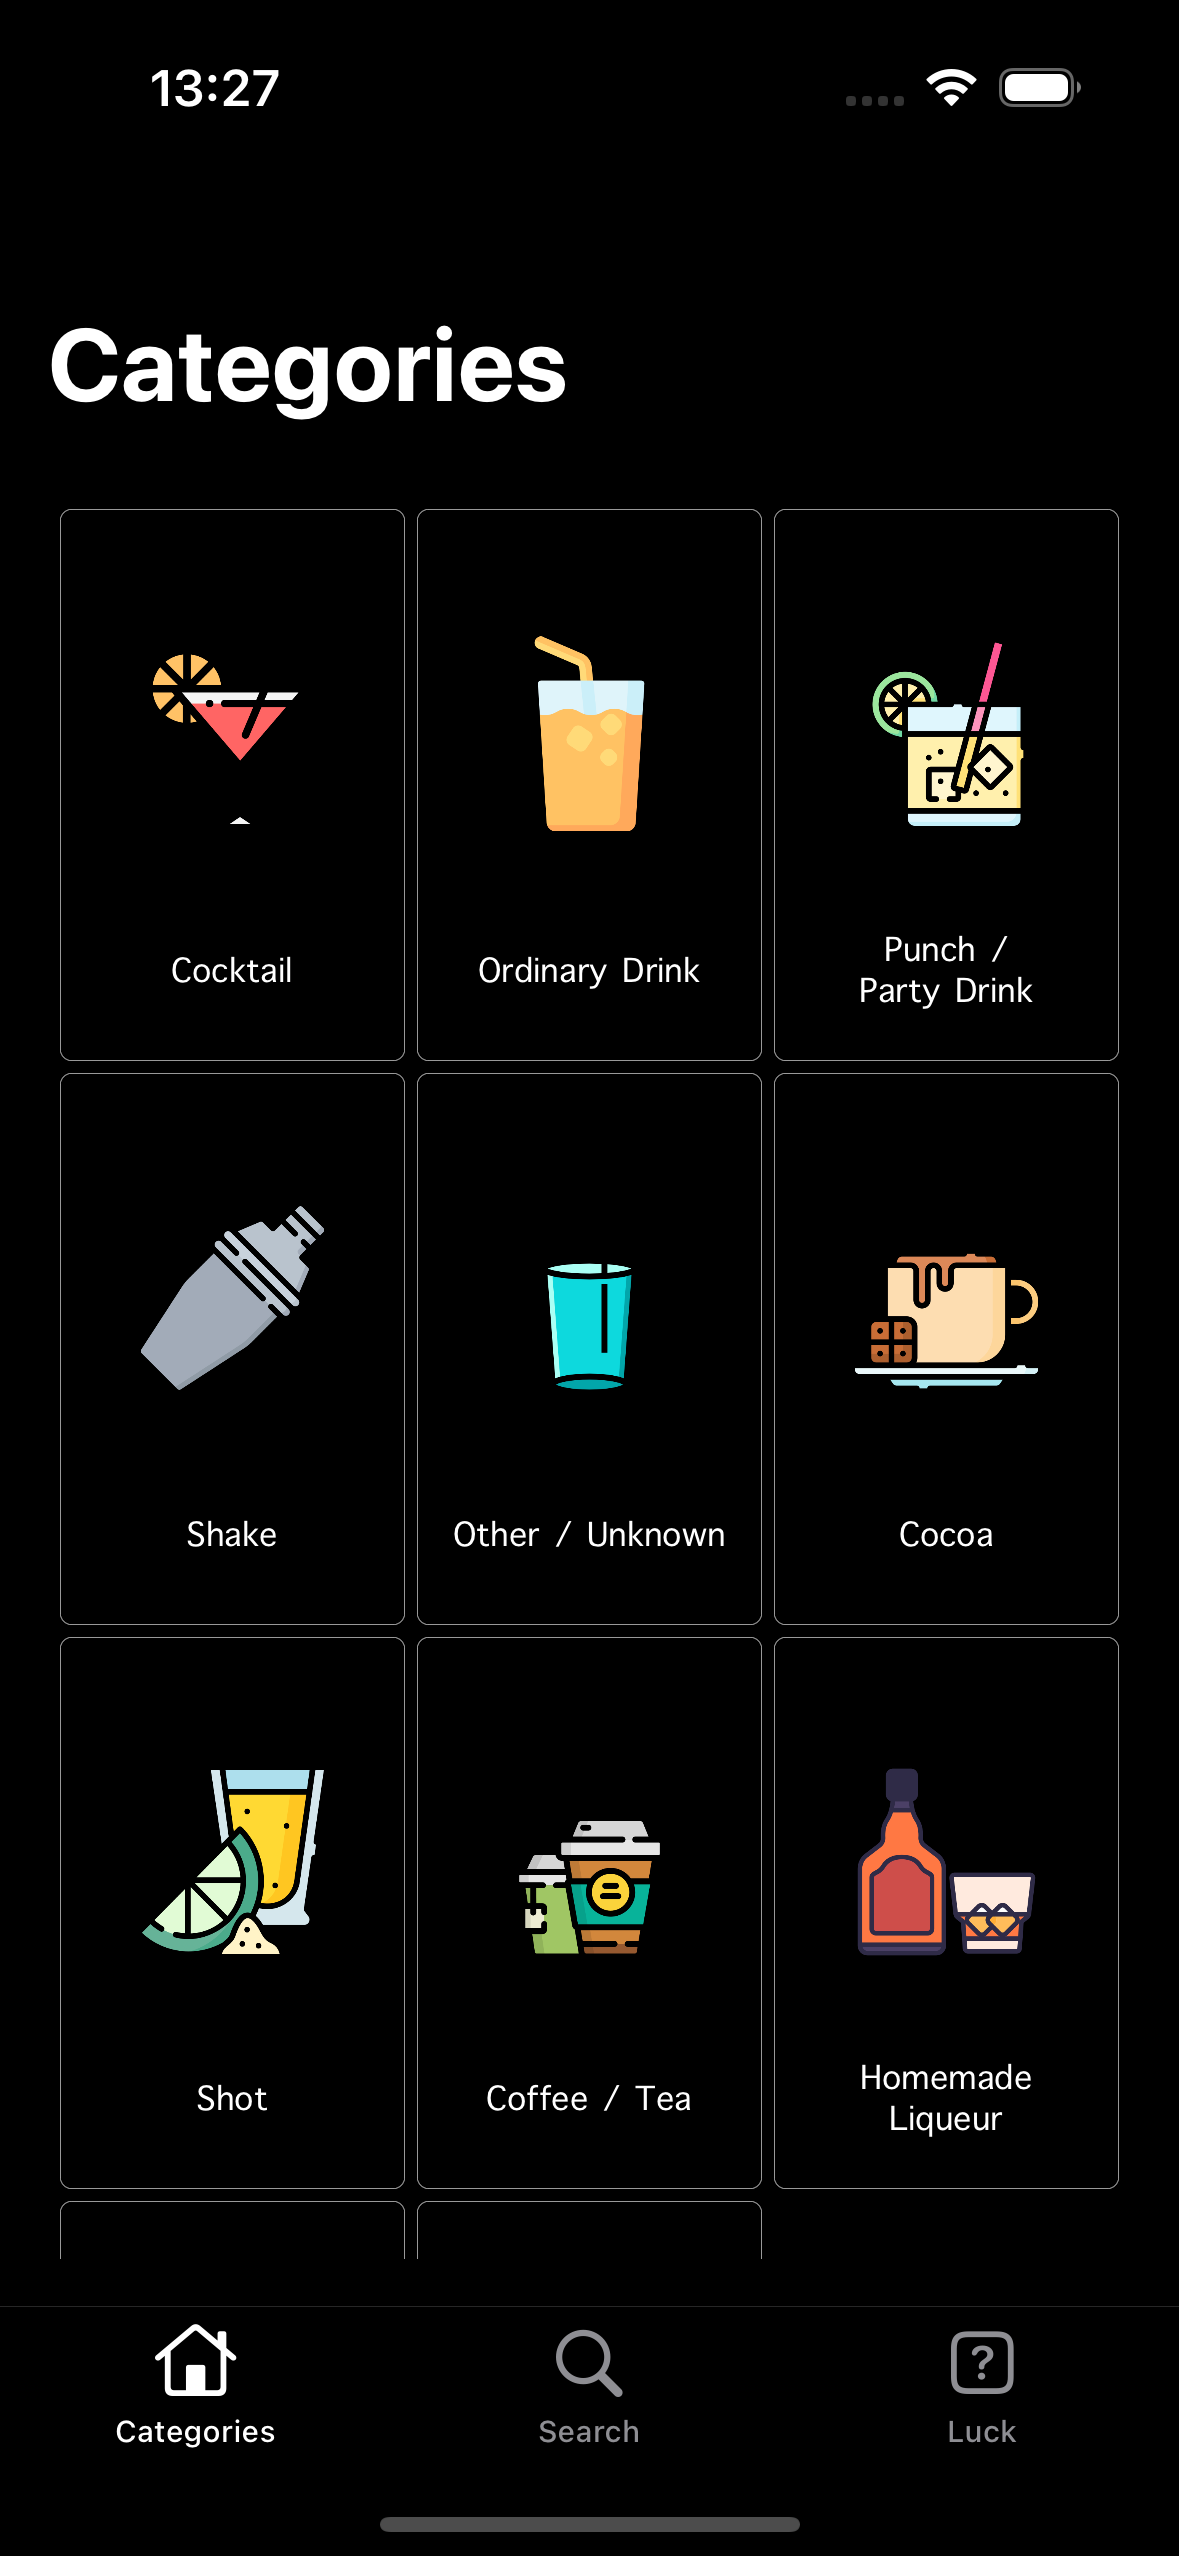 13:27
Categories
Cocktail
Ordinary Drink
Punch /
Party Drink
Shake
Other / Unknown
Cocoa
Shot
Coffee / Tea
Homemade
Liqueur
Categories
Search
Luck